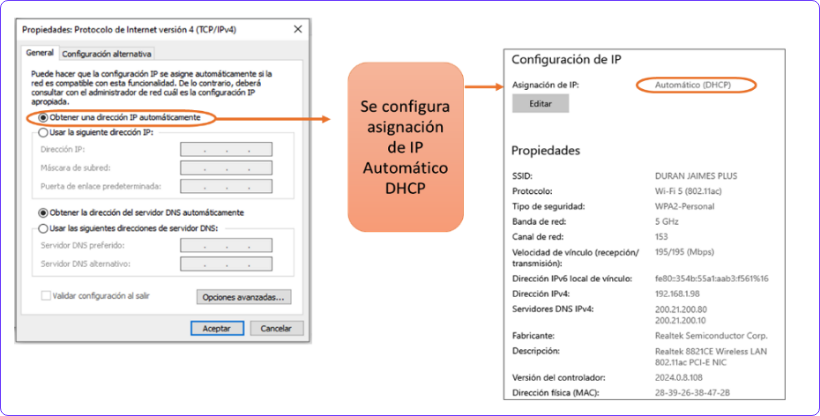 Propiedades: Protocolo de Internet versión 4 (TCP/IPv4)
General
Configuración alternativa
Puede hacer que la configuración IP se asigne automáticamente si la
red es compatible con esta funcionalidad. De lo contrario, deberá
consultar con el administrador de red cuál es la configuración IP
apropiada.
Obtener una dirección IP automáticamente
Usar la siguiente dirección IP:
Dirección IP:
Máscara de subred:
Puerta de enlace predeterminada:
Obtener la dirección del servidor DNS automáticamente
Usar las siguientes direcciones de servidor DNS:
Servidor DNS preferido:
Servidor DNS alternativo:
Validar configuración al salir
Opciones avanzadas...
Aceptar
Cancelar
Se configura
asignación
de IP
Automático
DHCP
Configuración de IP
Asignación de IP: Automático (DHCP)
Editar
Propiedades
SSID: DURAN JAIMES PLUS
Protocolo: Wi-Fi 5 (802.11ac)
Tipo de seguridad: WPA2-Personal
Banda de red: 5 GHz
Canal de red: 153
Velocidad de vínculo (recepción/ 195/195 (Mbps)
transmisión):
Dirección IPv6 local de vínculo: fe80::354b:55a1:aab3:f561%16
Dirección IPv4: 192.168.1.98
Servidores DNS IPv4: 200.21.200.80
200.21.200.10
Fabricante: Realtek Semiconductor Corp.
Descripción: Realtek 8821CE Wireless LAN
802.11ac PCI-E NIC
Versión del controlador: 2024.0.8.108
Dirección física (MAC): 28-39-26-38-47-2B